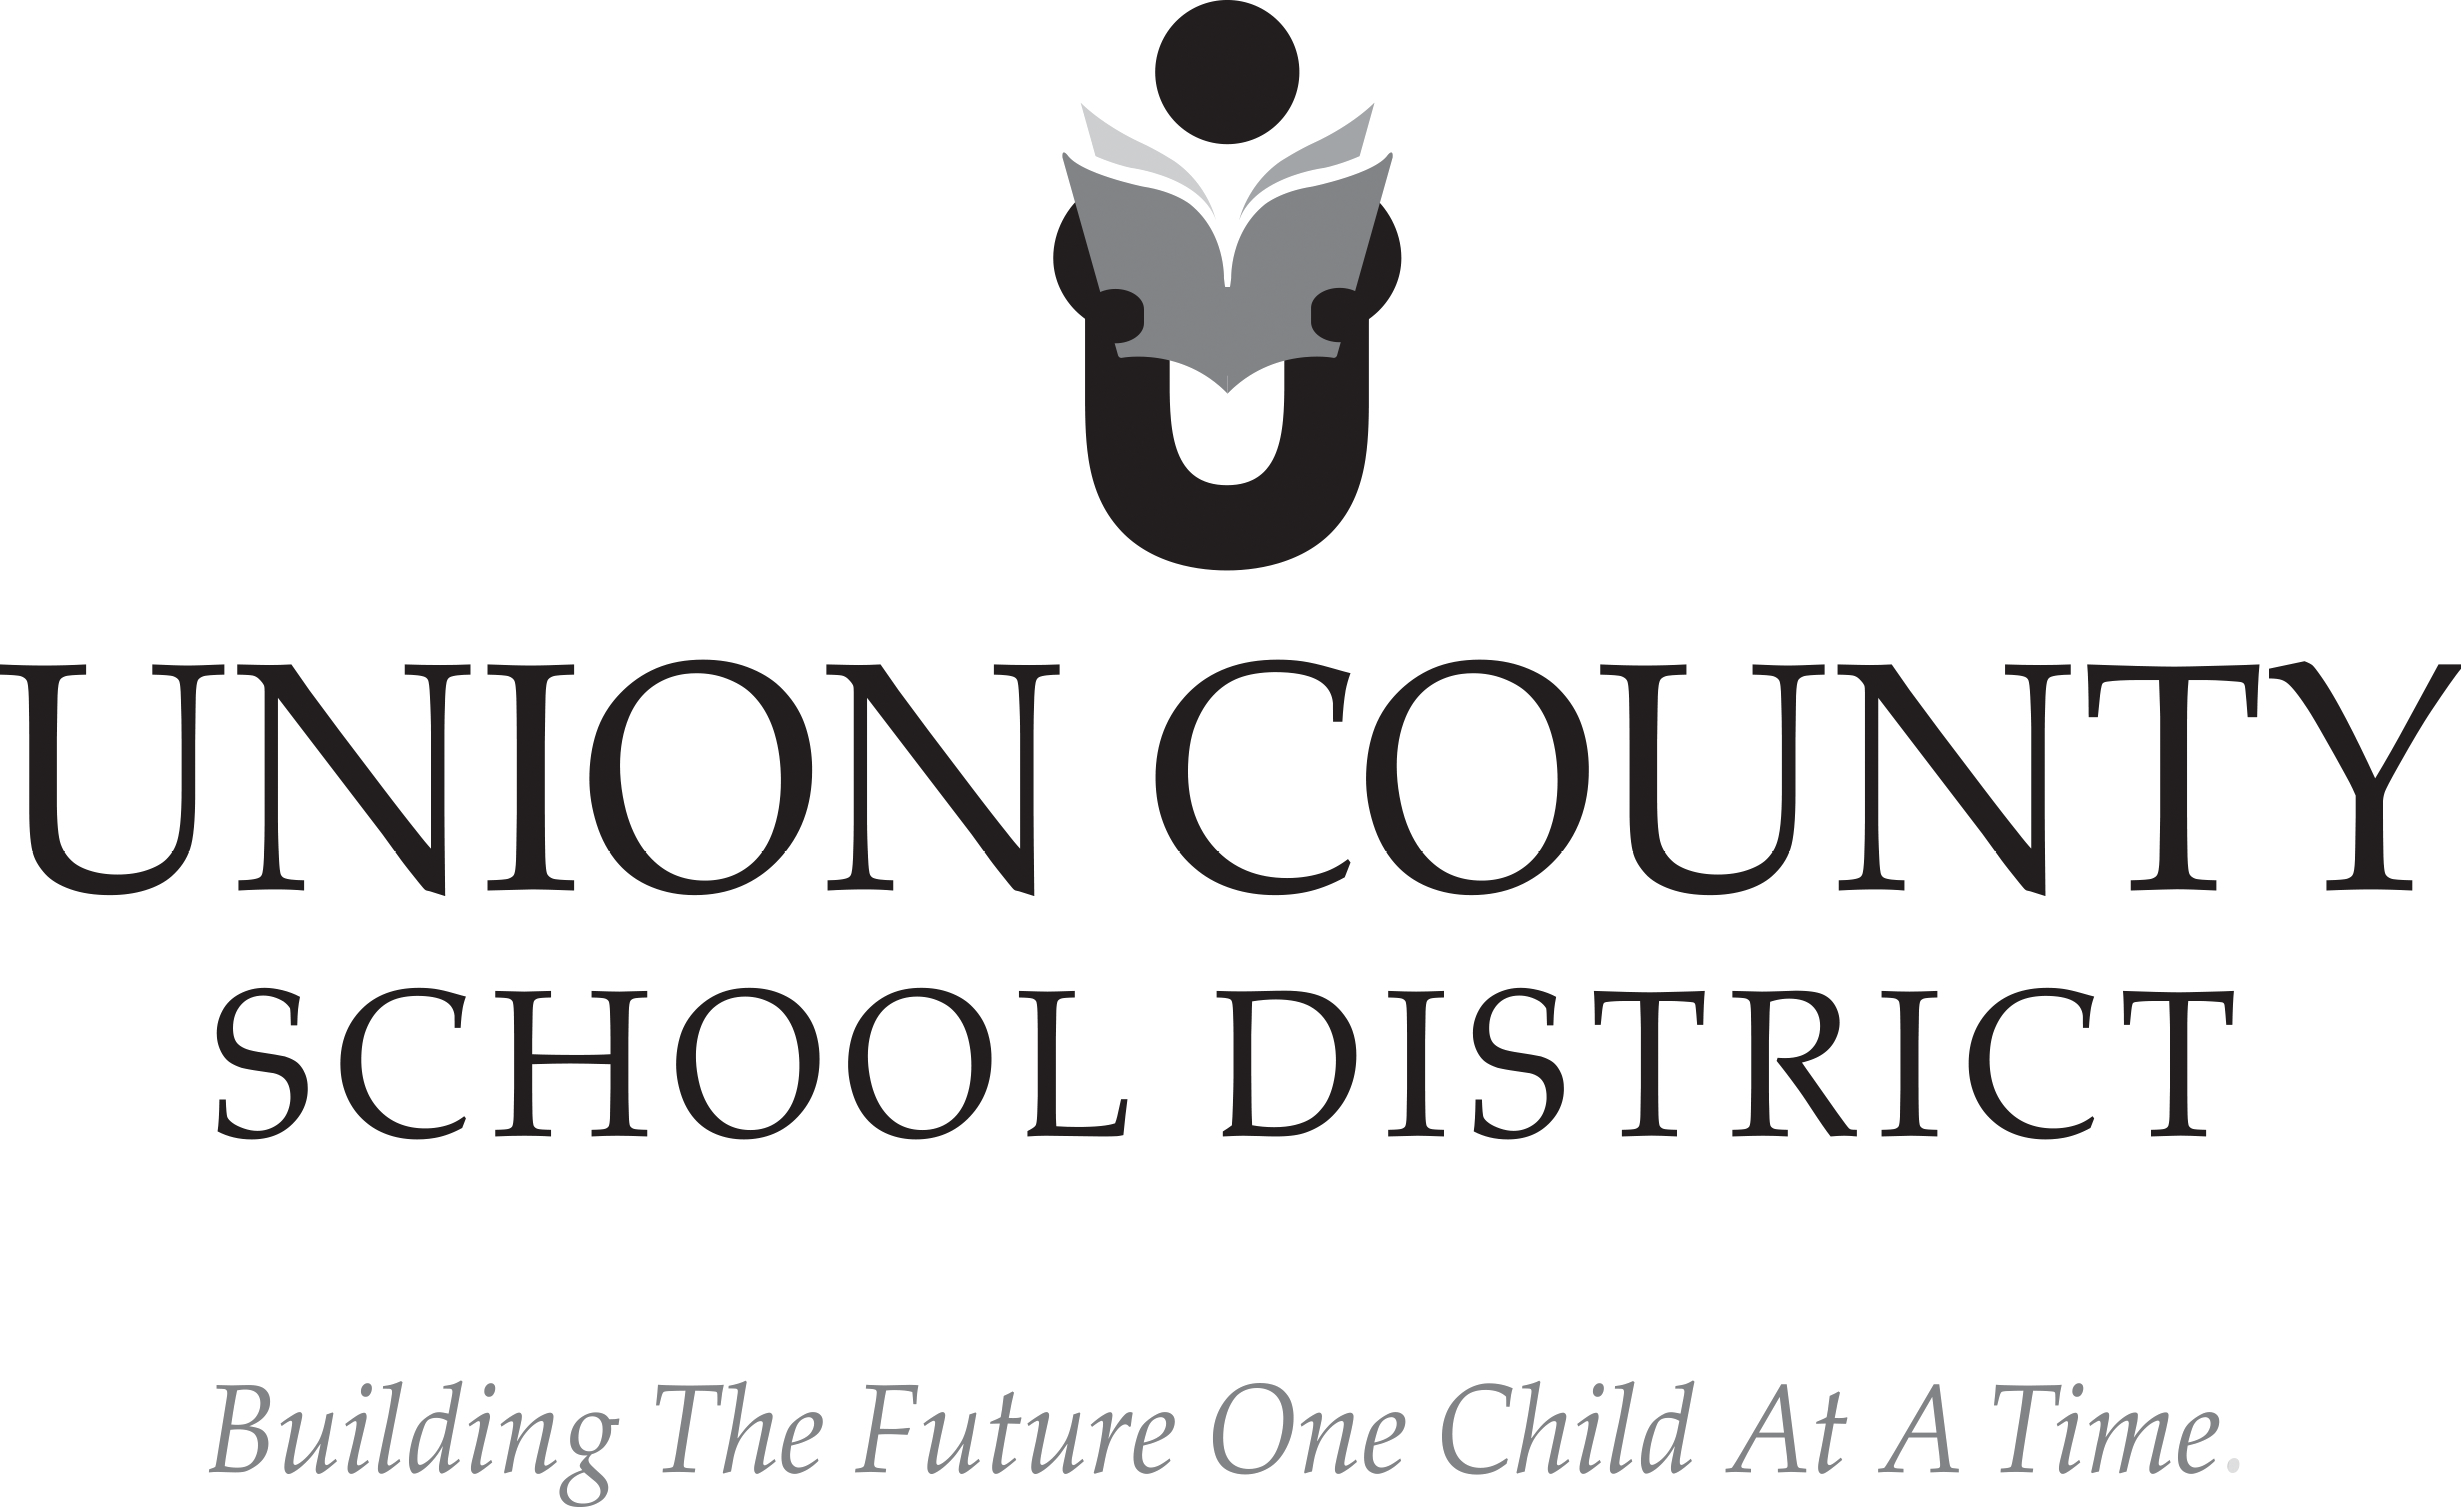 UNION COUNTY
SCHOOL DISTRICT
Building The Future One Child At A Time.